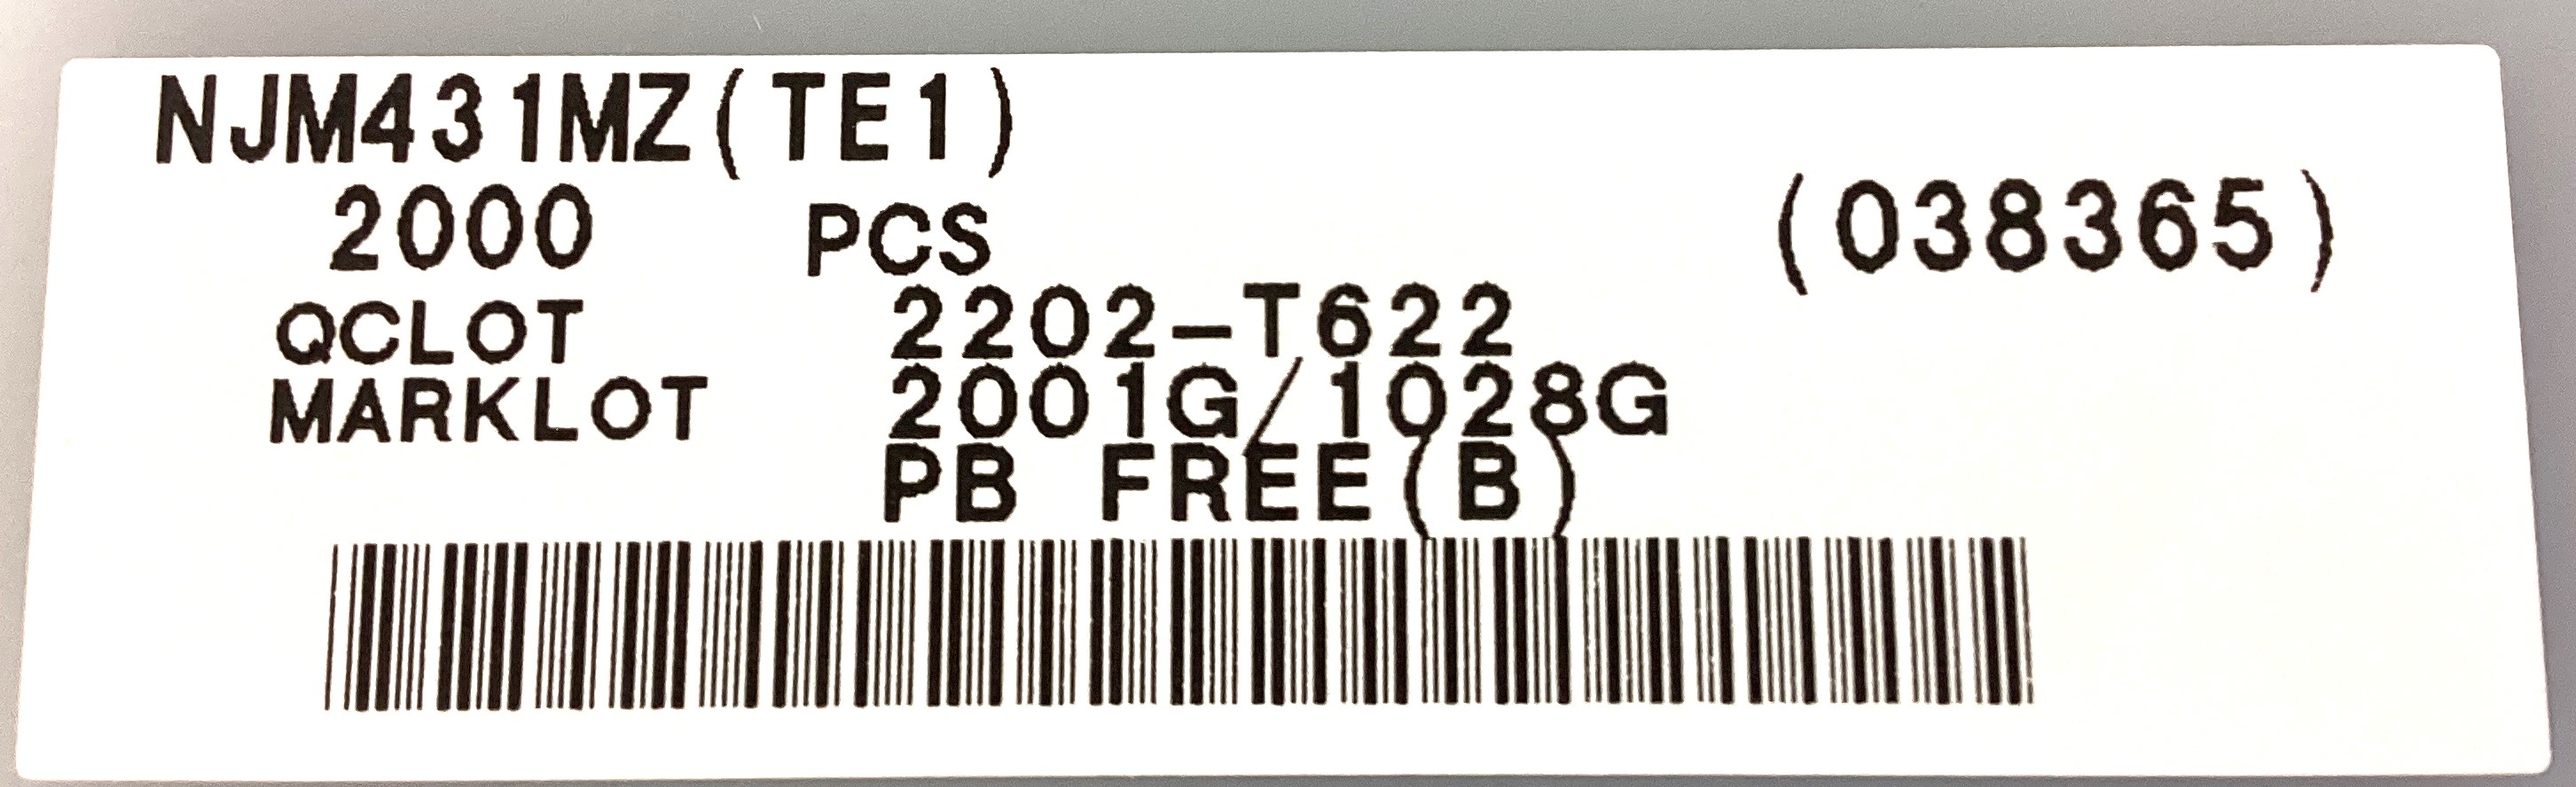 NJM431MZ(TE1)
2000 PCS (038365)
QCLOT 2202-T622
MARKLOT 2001G/1028G
PB FREE(B)